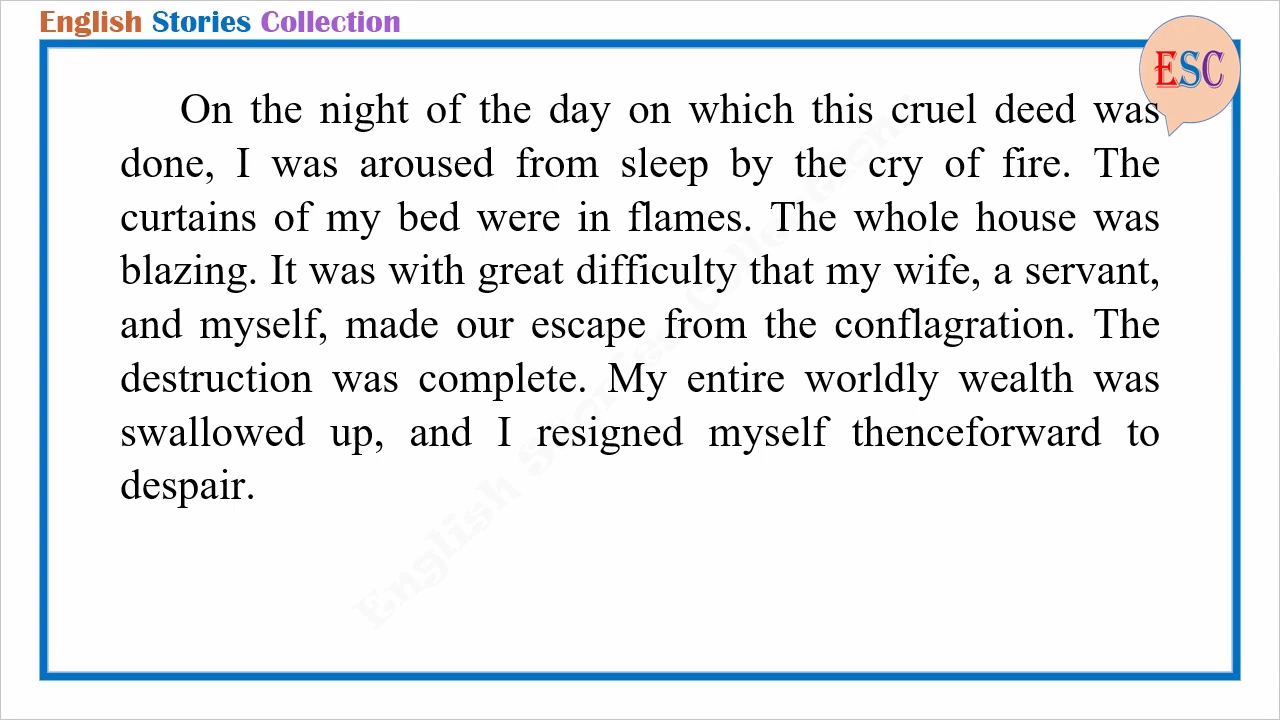 English Stories Collection
ESC
On the night of the day on which this cruel deed was
done, I was aroused from sleep by the cry of fire. The
curtains of my bed were in flames. The whole house was
blazing. It was with great difficulty that my wife, a servant,
and myself, made our escape from the conflagration. The
destruction was complete. My entire worldly wealth was
swallowed up, and I resigned myself thenceforward to
despair.
English Stories Collection